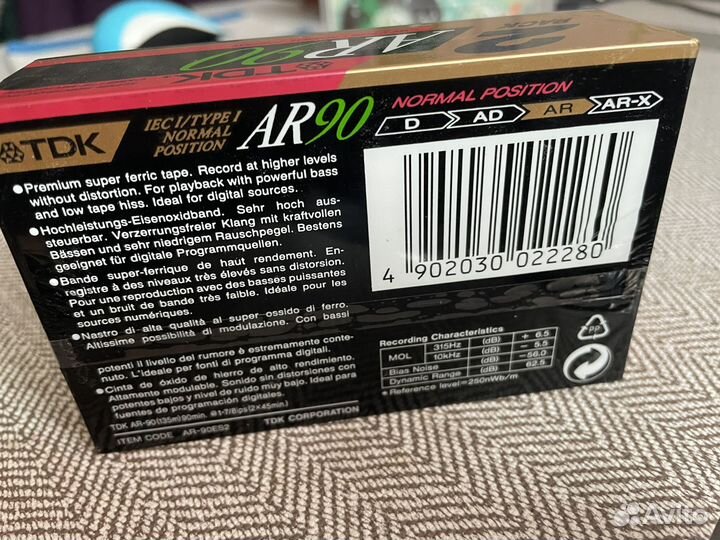 2
PACK
TDK AR90
TDK
IEC I/TYPE I
NORMAL
POSITION
AR90
NORMAL POSITION
D AD AR AR-X
•Premium super ferric tape. Record at higher levels
without distortion. For playback with powerful bass
and low tape hiss. Ideal for digital sources.
•Hochleistungs-Eisenoxidband. Sehr hoch aus-
steuerbar. Verzerrungsfreier Klang mit kraftvollen
Bässen und sehr niedrigem Rauschpegel. Bestens
geeignet für digitale Programmquellen.
•Bande super-ferrique de haut rendement. En-
registre à des niveaux très élevés sans distorsion.
Pour une reproduction avec des basses puissantes
et un bruit de bande très faible. Idéale pour les
sources numériques.
•Nastro di alta qualità al super ossido di ferro.
Altissime possibilità di modulazione. Con bassi
potenti il livello del rumore è estremamente conte-
nuto. L'ideale per fonti di programma digitali.
•Cinta de óxido de hierro de alto rendimiento.
Altamente modulable. Sonido sin distorsiones con
potentes bajos y nivel de ruido muy bajo. Ideal para
fuentes de programación digitales.
TDK AR-90(135m)90min. 1-7/8ips(2×45min.)
ITEM CODE AR-90ES2 TDK CORPORATION
4 902030 022280
Recording Characteristics
MOL 315Hz (dB) + 6.5
10kHz (dB) – 5.5
Bias Noise (dB) –56.0
Dynamic Range (dB) 62.5
•Reference level=250nWb/m
PP
Avito